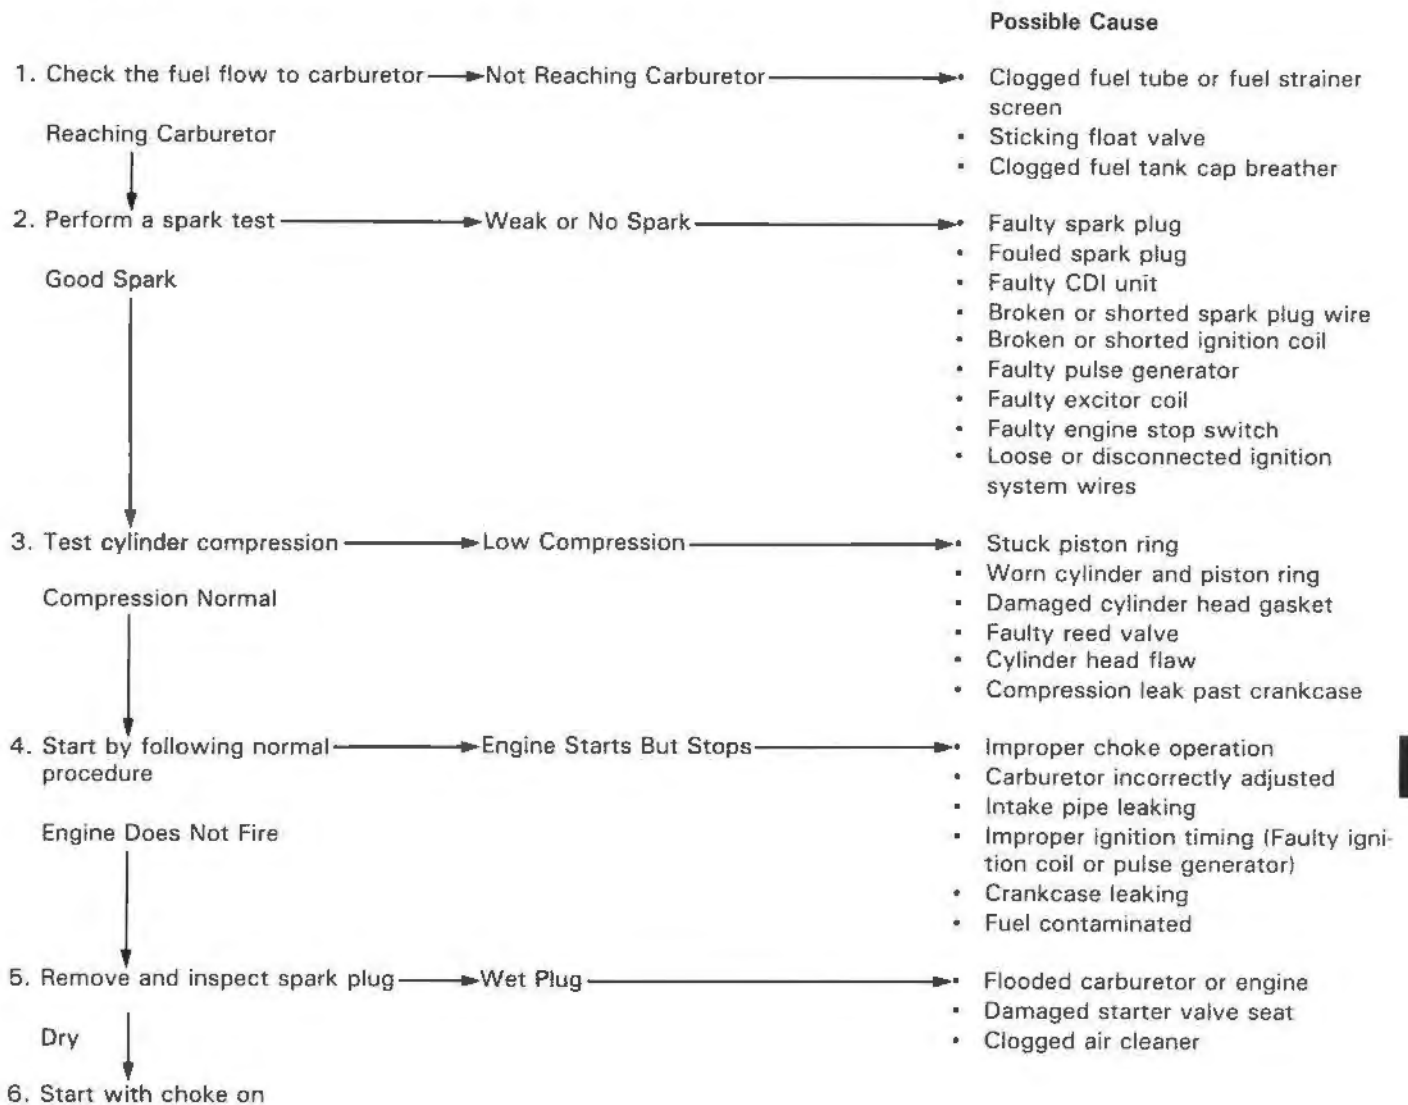 Possible Cause
1. Check the fuel flow to carburetor
Not Reaching Carburetor
• Clogged fuel tube or fuel strainer
screen
• Sticking float valve
• Clogged fuel tank cap breather
Reaching Carburetor
2. Perform a spark test
Weak or No Spark
• Faulty spark plug
• Fouled spark plug
• Faulty CDI unit
• Broken or shorted spark plug wire
• Broken or shorted ignition coil
• Faulty pulse generator
• Faulty excitor coil
• Faulty engine stop switch
• Loose or disconnected ignition
system wires
Good Spark
3. Test cylinder compression
Low Compression
• Stuck piston ring
• Worn cylinder and piston ring
• Damaged cylinder head gasket
• Faulty reed valve
• Cylinder head flaw
• Compression leak past crankcase
Compression Normal
4. Start by following normal
procedure
Engine Starts But Stops
• Improper choke operation
• Carburetor incorrectly adjusted
• Intake pipe leaking
• Improper ignition timing (Faulty igni-
tion coil or pulse generator)
• Crankcase leaking
• Fuel contaminated
Engine Does Not Fire
5. Remove and inspect spark plug
Wet Plug
• Flooded carburetor or engine
• Damaged starter valve seat
• Clogged air cleaner
Dry
6. Start with choke on